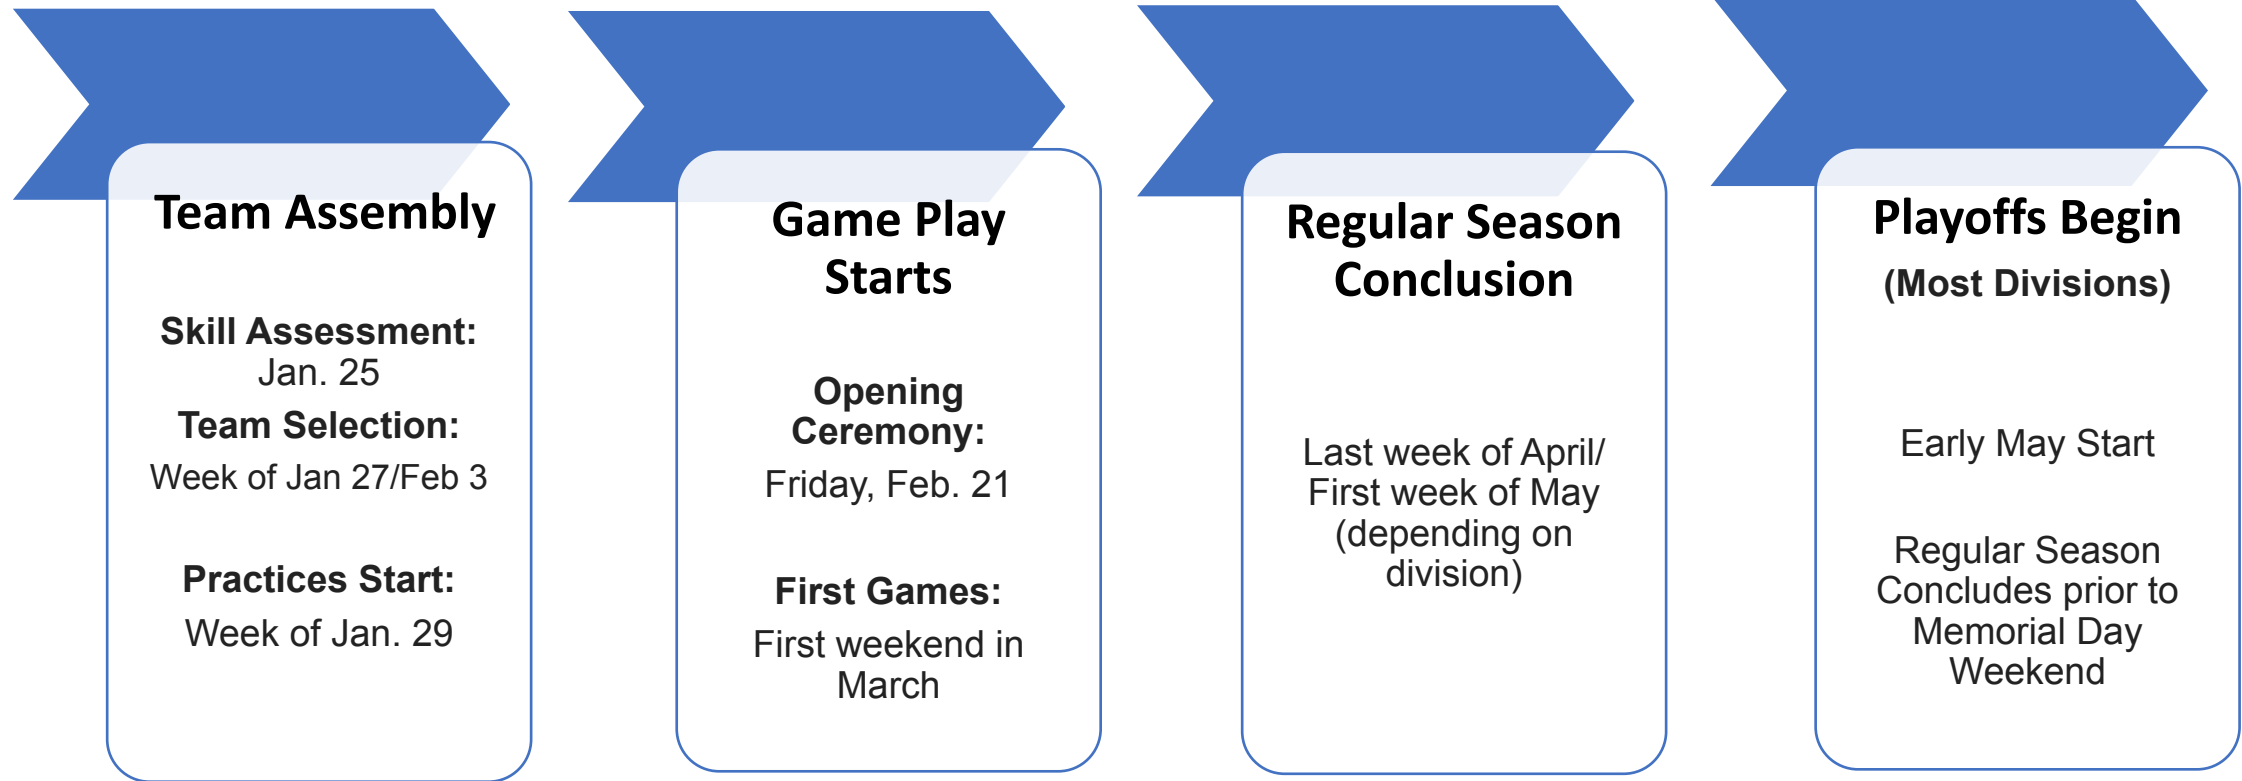 Team Assembly
Skill Assessment:
Jan. 25
Team Selection:
Week of Jan 27/Feb 3
Practices Start:
Week of Jan. 29
Game Play
Starts
Opening
Ceremony:
Friday, Feb. 21
First Games:
First weekend in
March
Regular Season
Conclusion
Last week of April/
First week of May
(depending on
division)
Playoffs Begin
(Most Divisions)
Early May Start
Regular Season
Concludes prior to
Memorial Day
Weekend